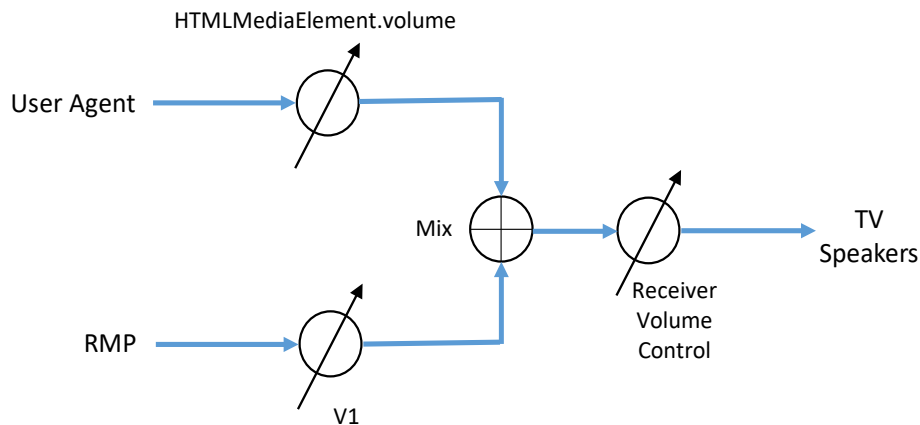 HTMLMediaElement.volume
User Agent
Mix
TV
Speakers
Receiver
Volume
Control
RMP
V1